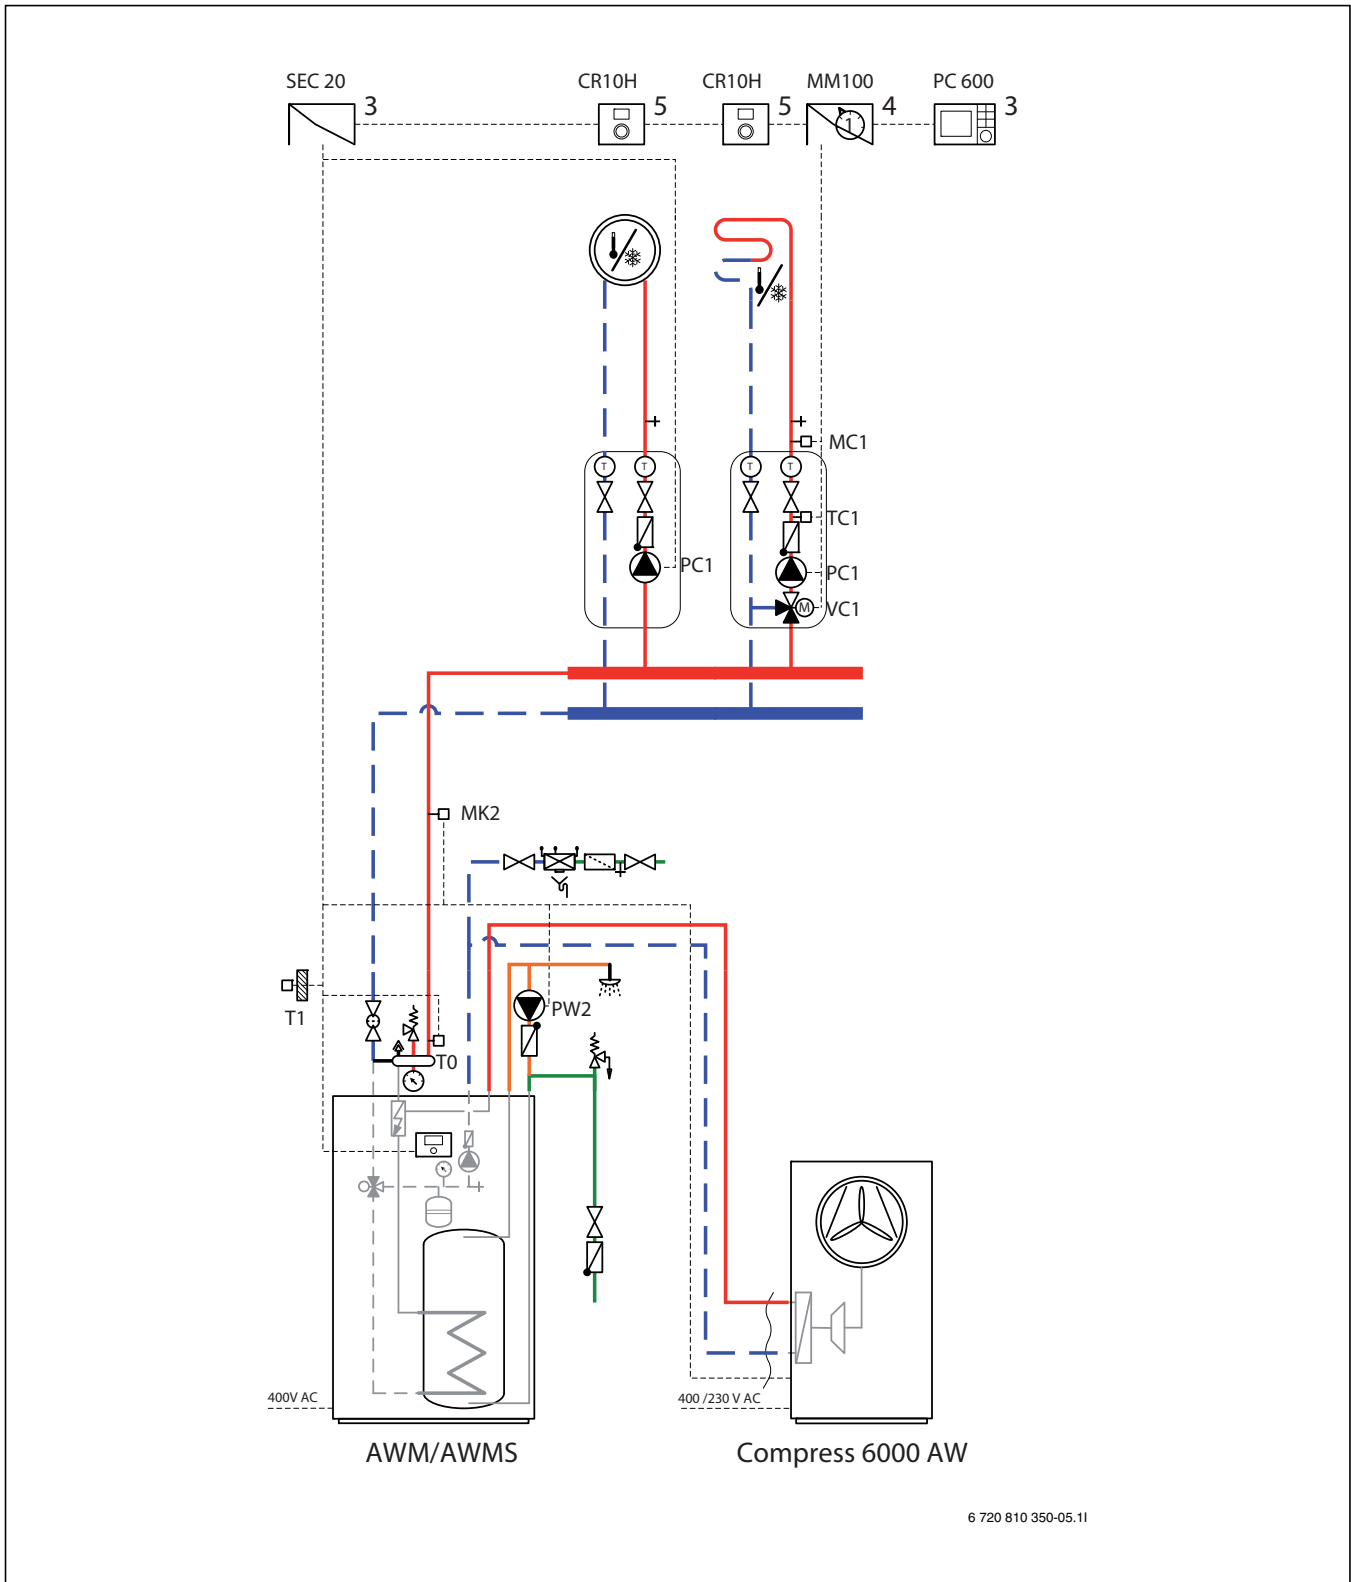 SEC 20
3
CR10H
5
CR10H
5
MM100
1
4
PC 600
3
MC1
T
T
T
T
TC1
PC1
PC1
M
VC1
MK2
T1
PW2
T0
400V AC
400 /230 V AC
AWM/AWMS
Compress 6000 AW
6 720 810 350-05.1I